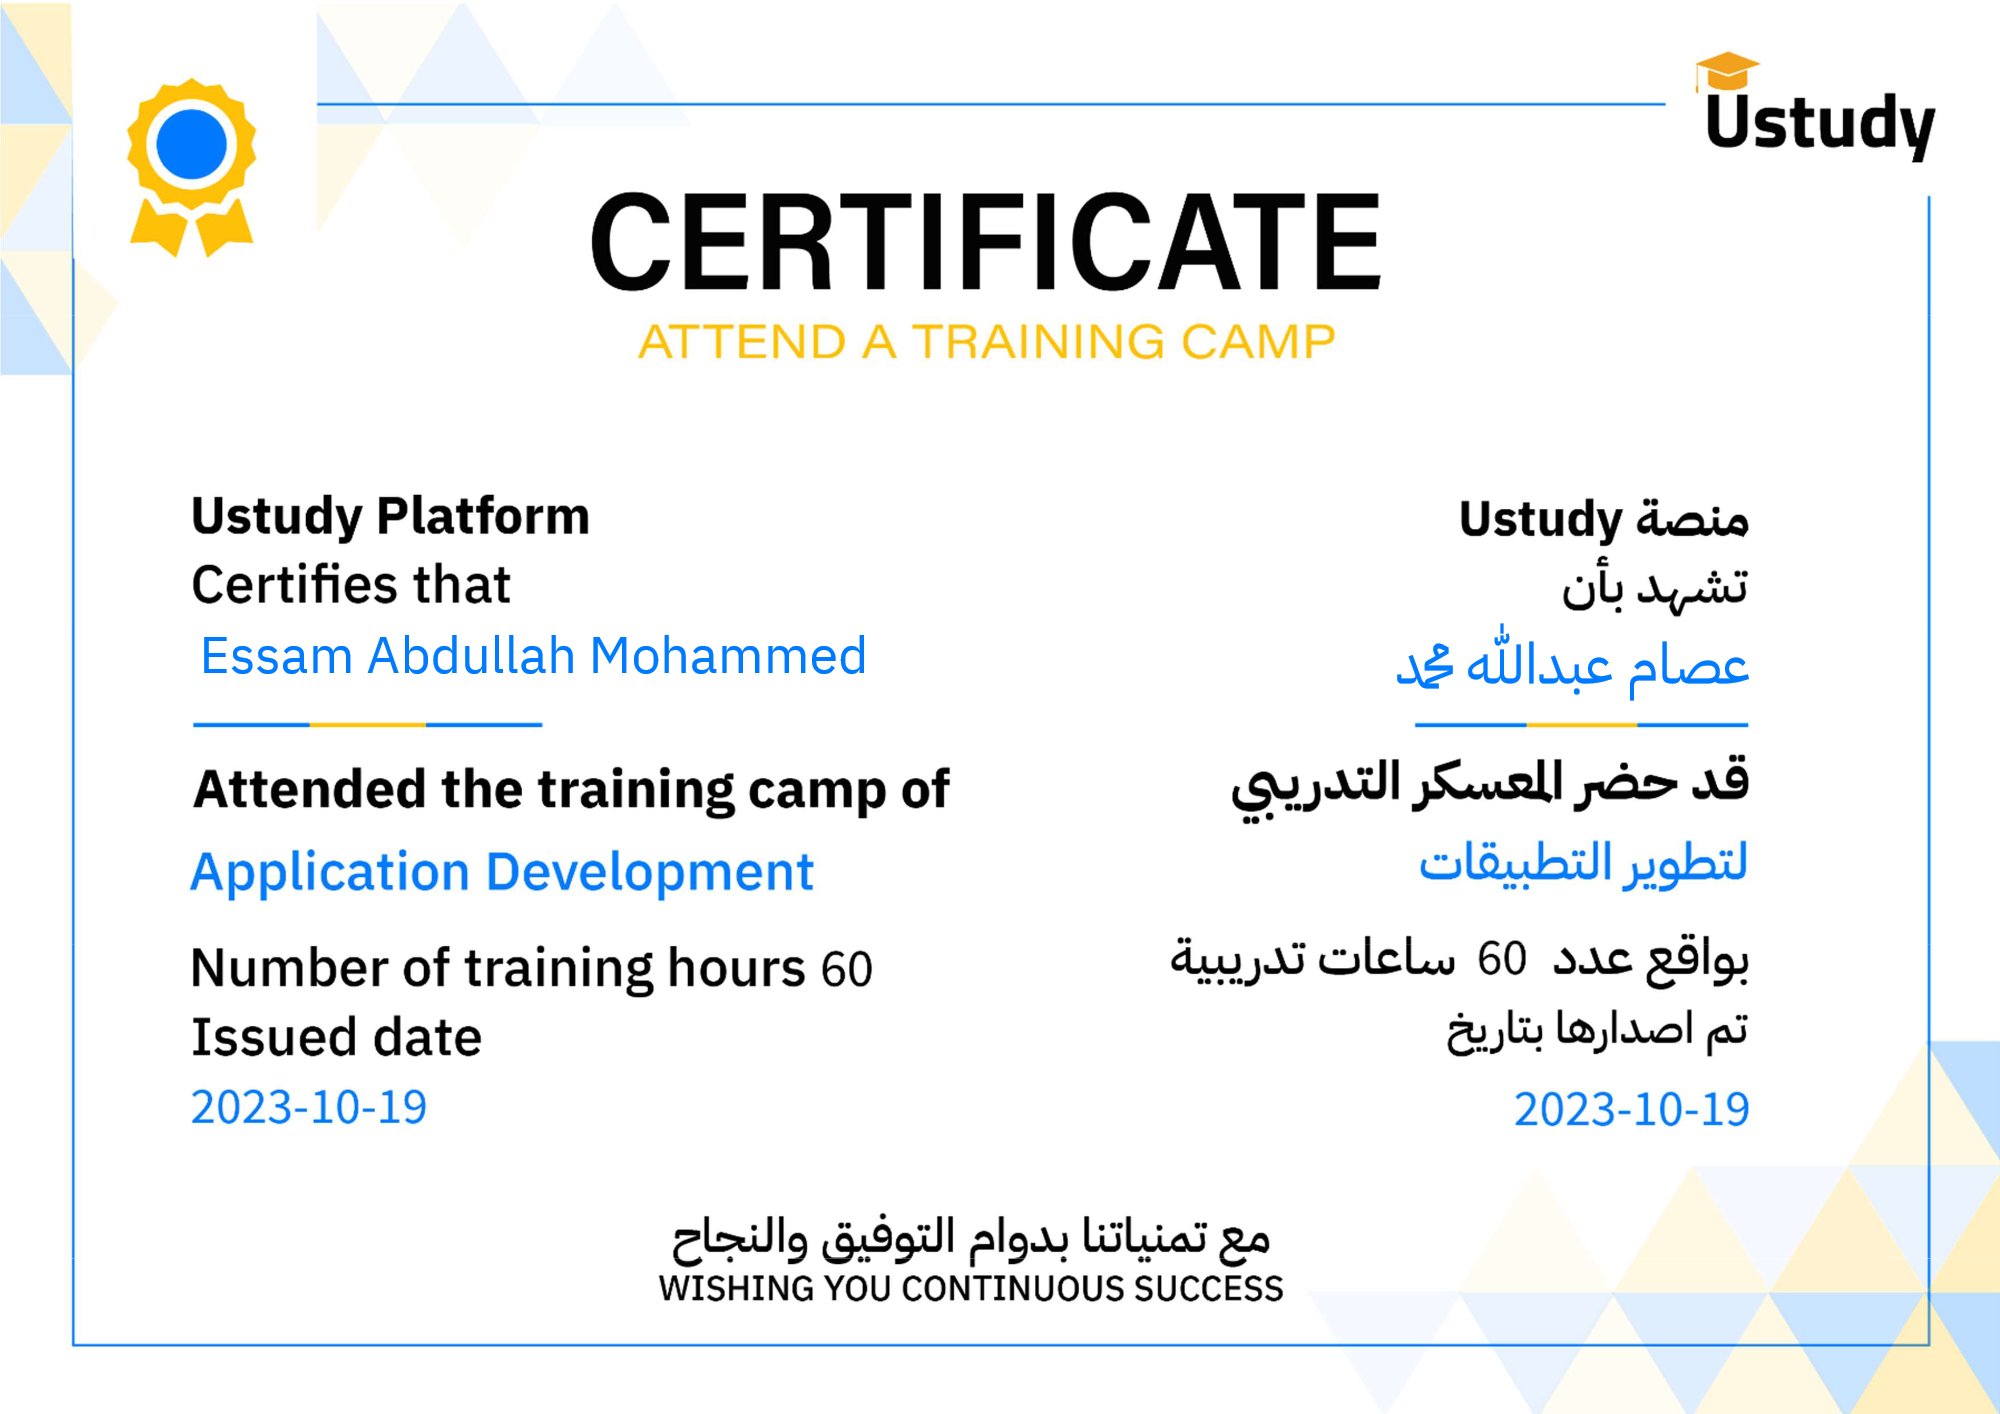 Ustudy
CERTIFICATE
ATTEND A TRAINING CAMP
Ustudy Platform
Certifies that
Essam Abdullah Mohammed
Attended the training camp of
Application Development
Number of training hours 60
Issued date
2023-10-19
منصة Ustudy
تشهد بأن
عصام عبدالله محمد
قد حضر المعسكر التدريبي
لتطوير التطبيقات
بواقع عدد 60 ساعات تدريبية
تم اصدارها بتاريخ
2023-10-19
مع تمنياتنا بدوام التوفيق والنجاح
WISHING YOU CONTINUOUS SUCCESS